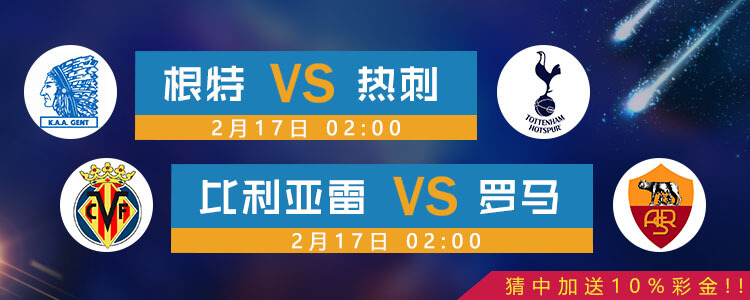 根特 VS 热刺
K.A.A. GENT
TOTTENHAM
HOTSPUR
2月17日 02:00
比利亚雷 VS 罗马
CVF
ASR
2月17日 02:00
猜中加送10%彩金!!